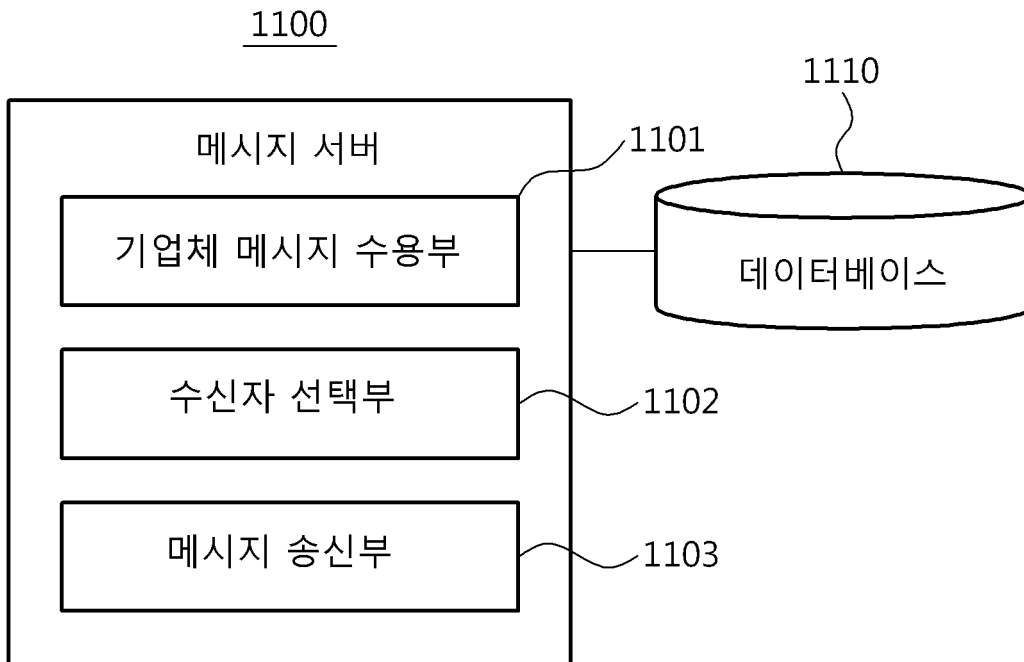 1100
1110
메시지 서버
1101
기업체 메시지 수용부
데이터베이스
수신자 선택부
1102
메시지 송신부
1103